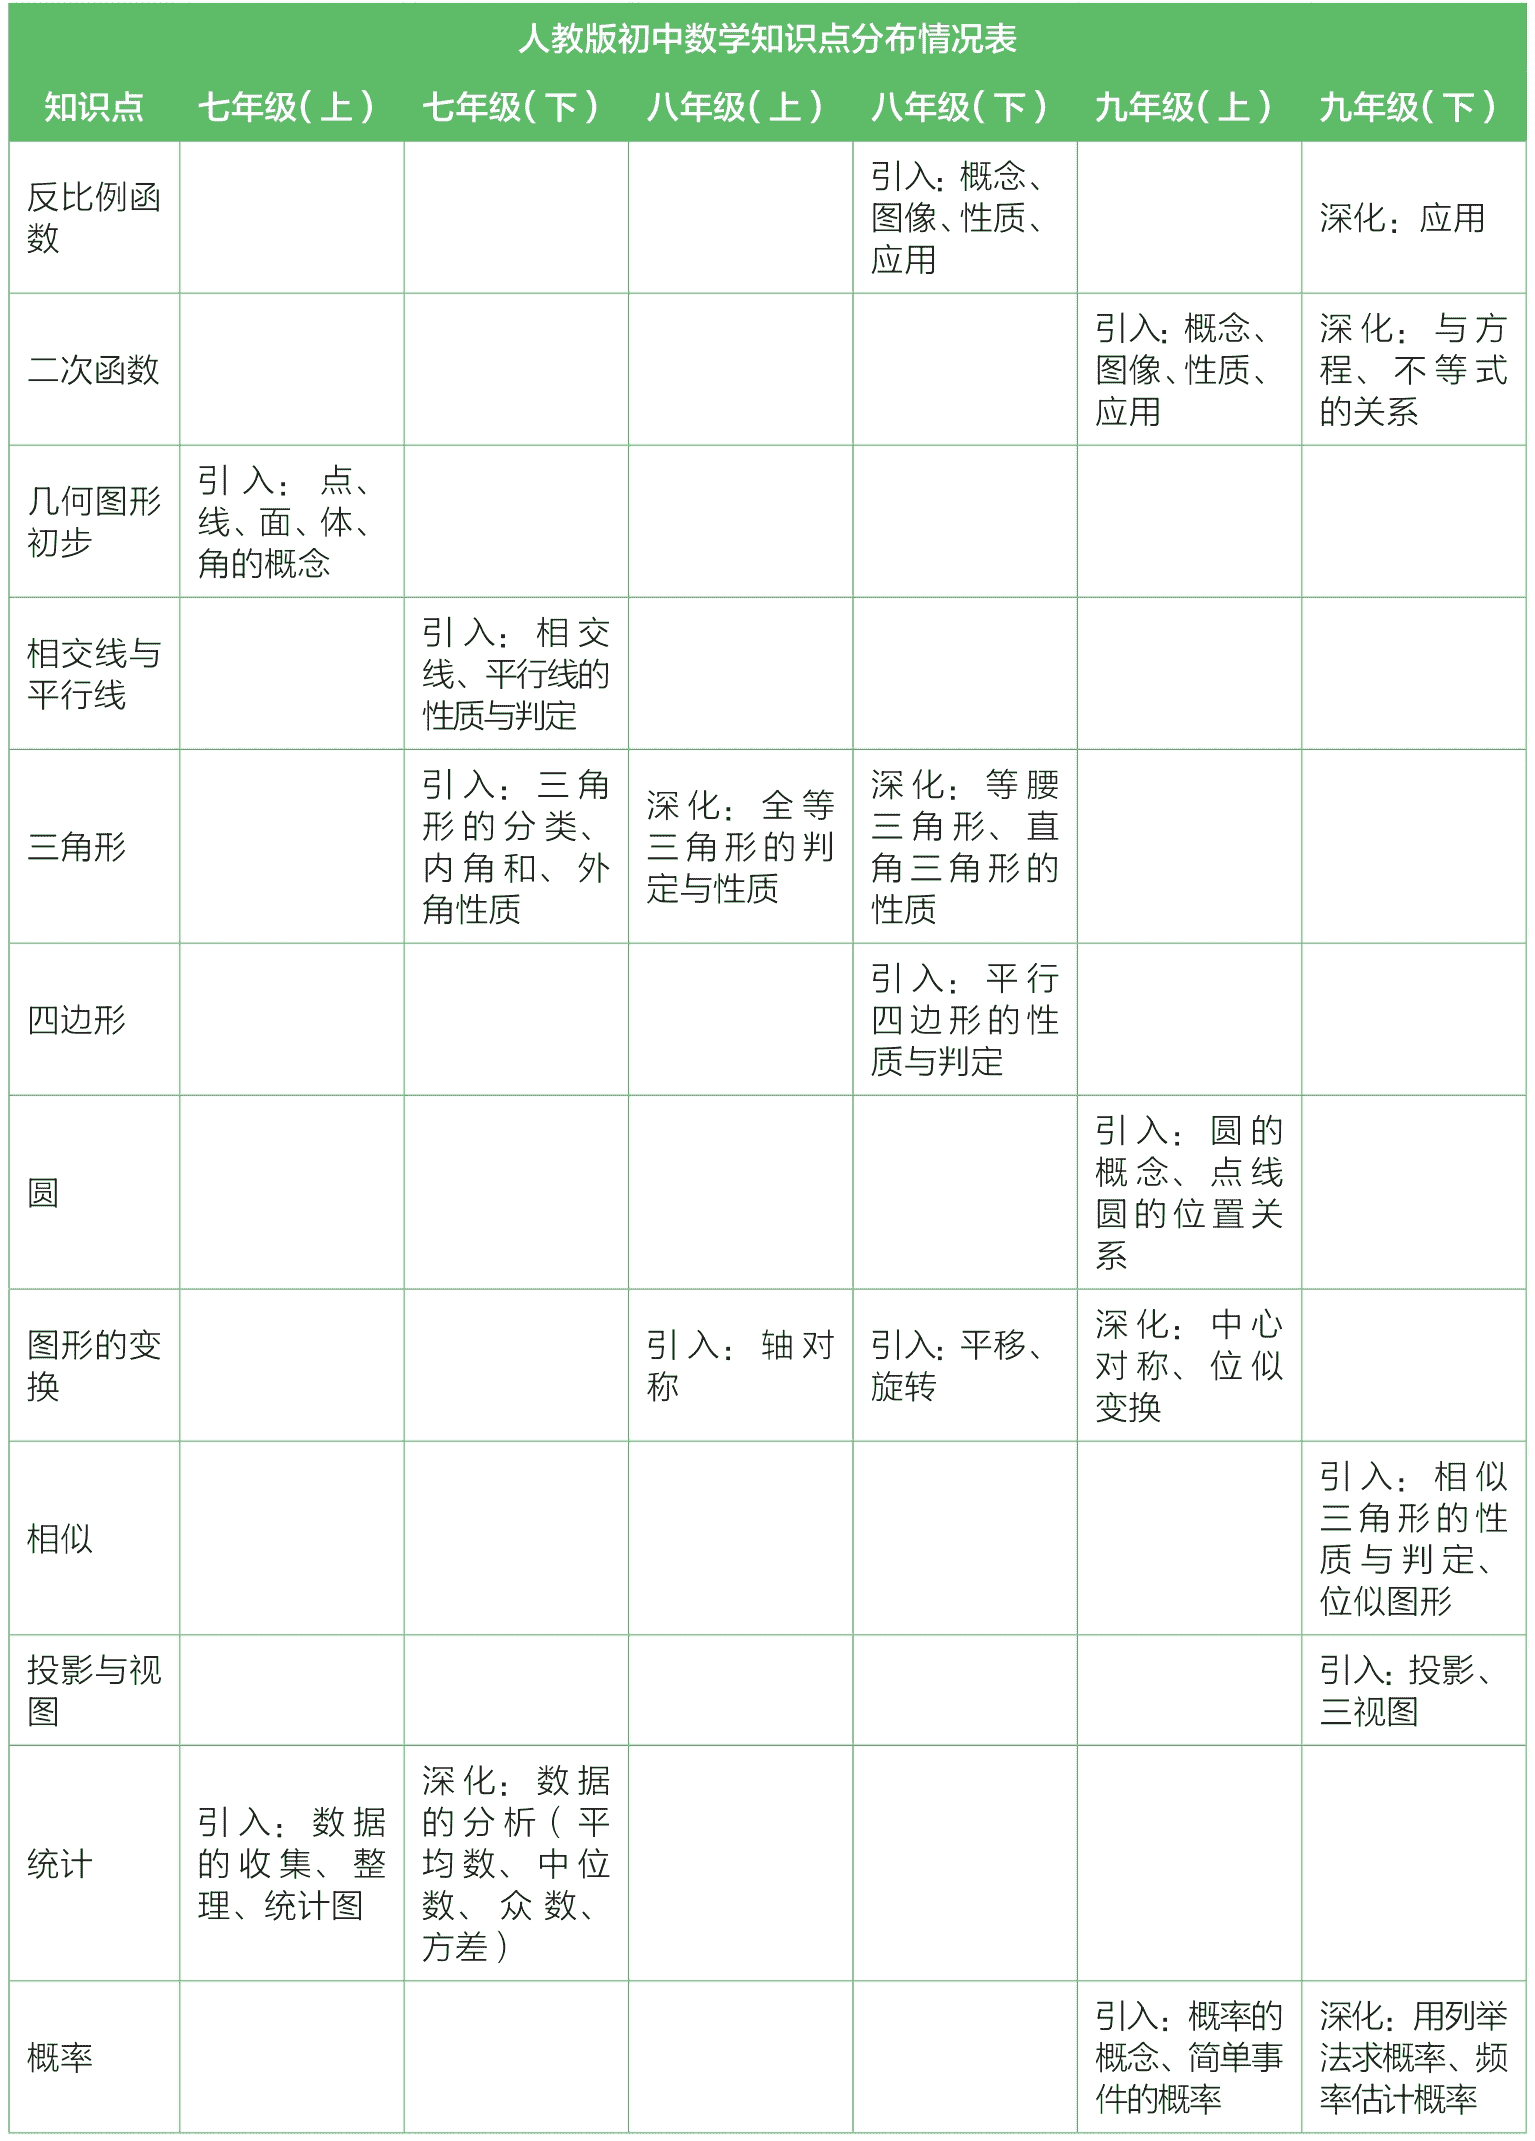 人教版初中数学知识点分布情况表
知识点 七年级（上） 七年级（下） 八年级（上） 八年级（下） 九年级（上） 九年级（下）
反比例函
数
引入：概念、
图像、性质、
应用
深化：应用
二次函数
引入：概念、
图像、性质、
应用
深化：与方
程、不等式
的关系
几何图形
初步
引入：点、
线、面、体、
角的概念
相交线与
平行线
引入：相交
线、平行线的
性质与判定
三角形
引入：三角
形的分类、
内角和、外
角性质
深化：全等
三角形的判
定与性质
深化：等腰
三角形、直
角三角形的
性质
四边形
引入：平行
四边形的性
质与判定
圆
引入：圆的
概念、点线
圆的位置关
系
图形的变
换
引入：轴对
称
引入：平移、
旋转
深化：中心
对称、位似
变换
相似
引入：相似
三角形的性
质与判定、
位似图形
投影与视
图
引入：投影、
三视图
统计
引入：数据
的收集、整
理、统计图
深化：数据
的分析（平
均数、中位
数、众数、
方差）
概率
引入：概率的
概念、简单事
件的概率
深化：用列举
法求概率、频
率估计概率